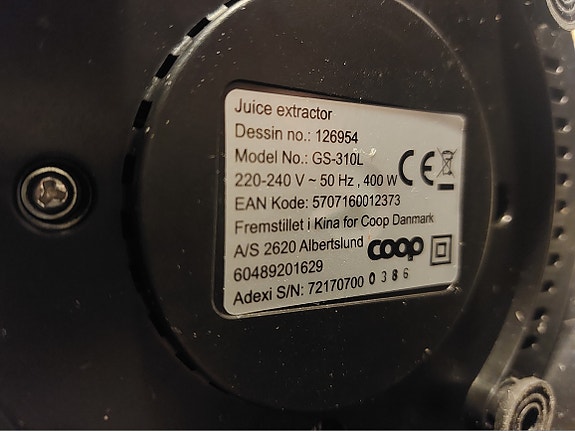 Juice extractor
Dessin no.: 126954
Model No.: GS-310L
220-240 V ~ 50 Hz , 400 W CE
EAN Kode: 5707160012373
Fremstillet i Kina for Coop Danmark
A/S 2620 Albertslund coop
60489201629
Adexi S/N: 72170700 0386